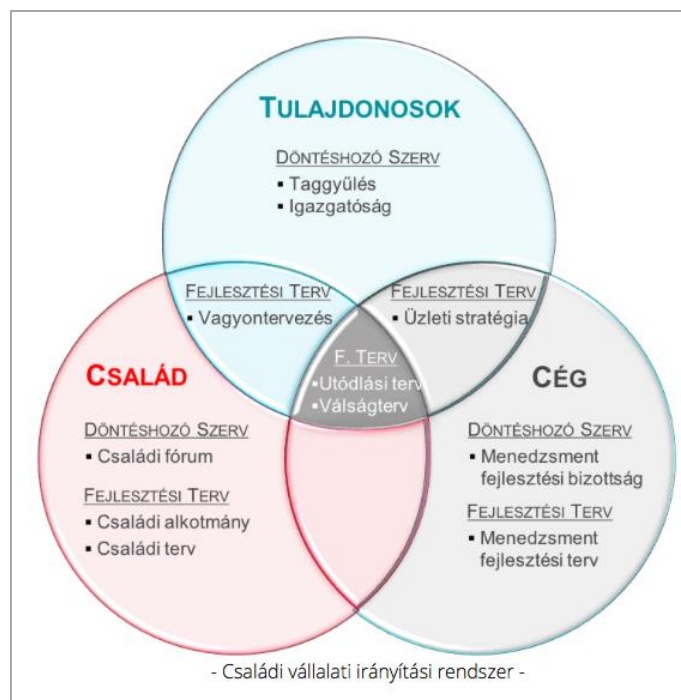 TULAJDONOSOK
DÖNTÉSHOZÓ SZERV
▪ Taggyűlés
▪ Igazgatóság
FEJLESZTÉSI TERV
▪ Vagyontervezés
FEJLESZTÉSI TERV
▪ Üzleti stratégia
F. TERV
▪Utódlási terv
▪Válságterv
CSALÁD
DÖNTÉSHOZÓ SZERV
▪ Családi fórum
FEJLESZTÉSI TERV
▪ Családi alkotmány
▪ Családi terv
CÉG
DÖNTÉSHOZÓ SZERV
▪ Menedzsment
fejlesztési bizottság
FEJLESZTÉSI TERV
▪ Menedzsment
fejlesztési terv
- Családi vállalati irányítási rendszer -